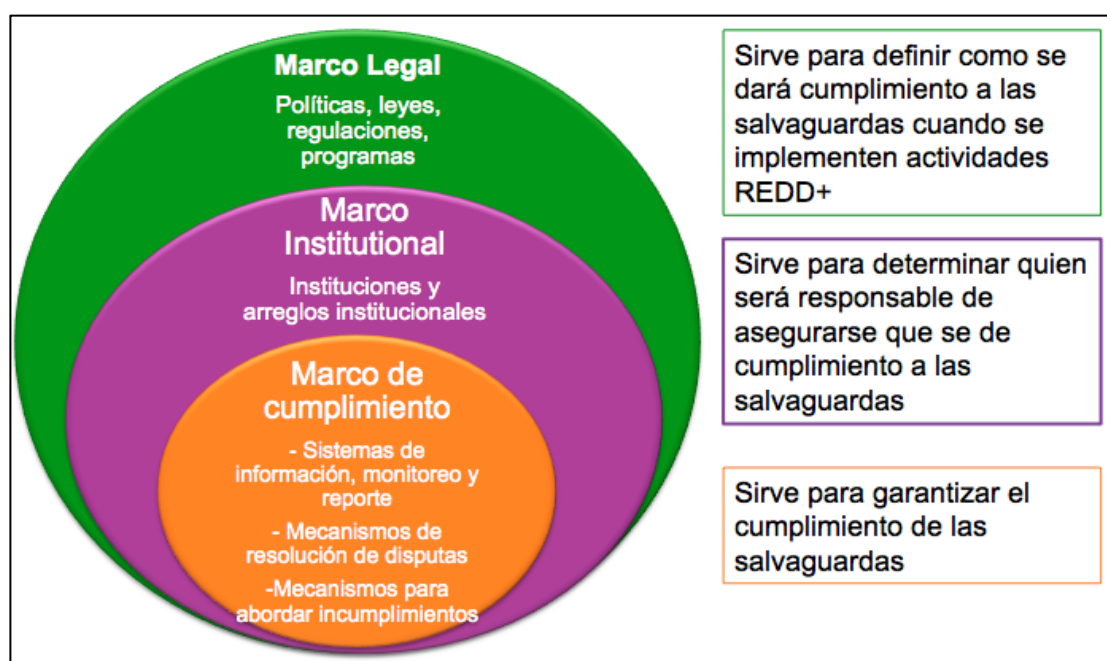 Marco Legal
Políticas, leyes,
regulaciones,
programas
Marco
Institutional
Instituciones y
arreglos institucionales
Marco de
cumplimiento
- Sistemas de
información, monitoreo y
reporte
- Mecanismos de
resolución de disputas
-Mecanismos para
abordar incumplimientos
Sirve para definir como se
dará cumplimiento a las
salvaguardas cuando se
implementen actividades
REDD+
Sirve para determinar quien
será responsable de
asegurarse que se de
cumplimiento a las
salvaguardas
Sirve para garantizar el
cumplimiento de las
salvaguardas